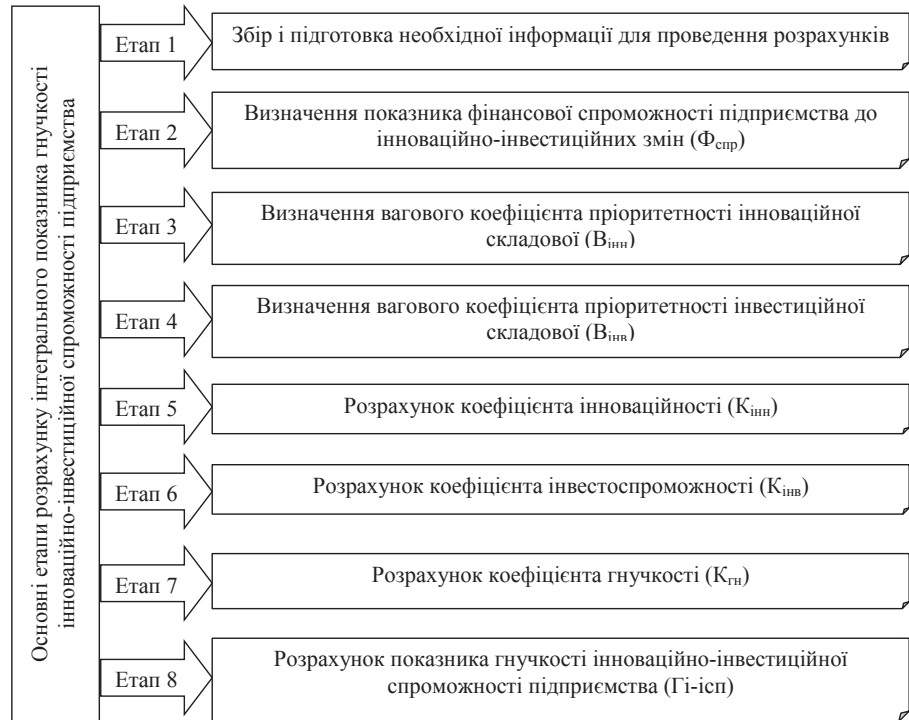 Основні етапи розрахунку інтегрального показника гнучкості
інноваційно-інвестиційної спроможності підприємства
Етап 1
Збір і підготовка необхідної інформації для проведення розрахунків
Етап 2
Визначення показника фінансової спроможності підприємства до
інноваційно-інвестиційних змін (Фспр)
Етап 3
Визначення вагового коефіцієнта пріоритетності інноваційної
складової (Вінн)
Етап 4
Визначення вагового коефіцієнта пріоритетності інвестиційної
складової (Вінв)
Етап 5
Розрахунок коефіцієнта інноваційності (Кінн)
Етап 6
Розрахунок коефіцієнта інвестоспроможності (Кінв)
Етап 7
Розрахунок коефіцієнта гнучкості (Кгн)
Етап 8
Розрахунок показника гнучкості інноваційно-інвестиційної
спроможності підприємства (Гі-ісп)